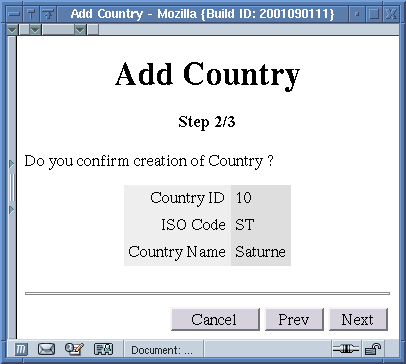 Add Country - Mozilla {Build ID: 2001090111}
Add Country
Step 2/3
Do you confirm creation of Country ?
Country ID 10
ISO Code ST
Country Name Saturne
Cancel Prev Next
Document: ...